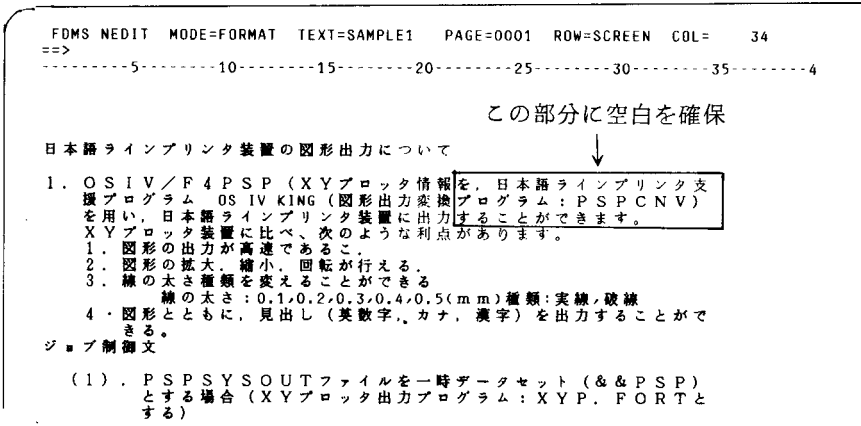 FDMS NEDIT MODE=FORMAT TEXT=SAMPLE1 PAGE=0001 ROW=SCREEN COL= 34
==>
---------5--------10--------15--------20--------25--------30--------35--------4
この部分に空白を確保
日本語ラインプリンタ装置の図形出力について
1. OSIV/F4PSP(XYプロッタ情報を,日本語ラインプリンタ支
援プログラム OS IV KING(図形出力変換プログラム:PSPCNV)
を用い,日本語ラインプリンタ装置に出力することができます。
XYプロッタ装置に比べ、次のような利点があります。
1.図形の出力が高速であるこ.
2.図形の拡大,縮小,回転が行える.
3.線の太さ種類を変えることができる
線の太さ:0.1,0.2,0.3,0.4,0.5(mm)種類:実線,破線
4・図形とともに,見出し(英数字,カナ,漢字)を出力することがで
きる。
ジョブ制御文
(1).PSPSYSOUTファイルを一時データセット(&&PSP)
とする場合(XYプロッタ出力プログラム:XYP.FORTと
する)